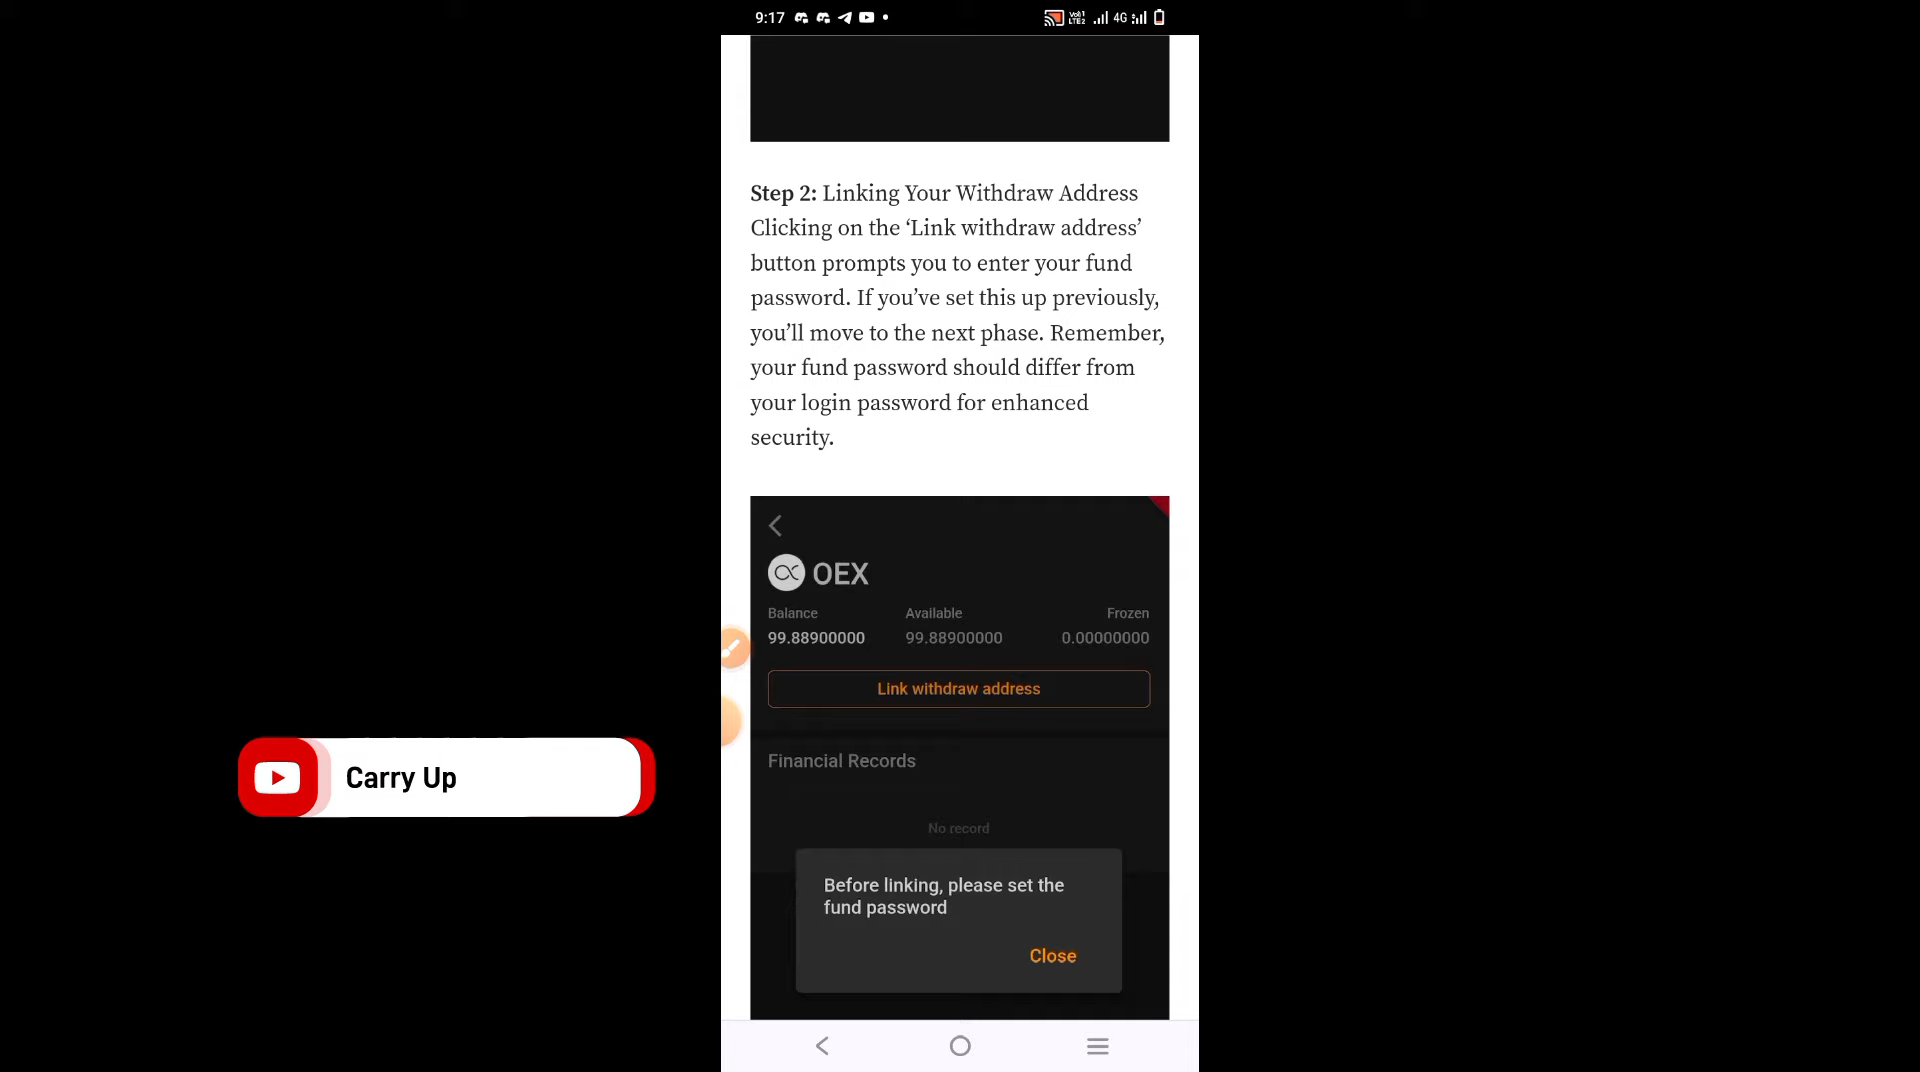 9:17
VoI 1
LTE2
4G
Step 2: Linking Your Withdraw Address
Clicking on the ‘Link withdraw address’
button prompts you to enter your fund
password. If you’ve set this up previously,
you’ll move to the next phase. Remember,
your fund password should differ from
your login password for enhanced
security.
OEX
Balance Available Frozen
99.88900000 99.88900000 0.00000000
Link withdraw address
Financial Records
Carry Up
No record
Before linking, please set the
fund password
Close